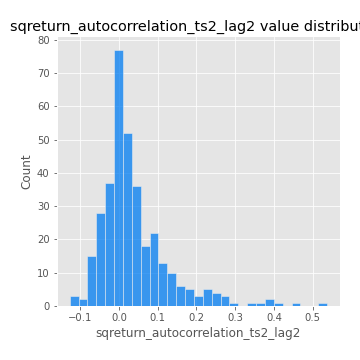 sqreturn_autocorrelation_ts2_lag2 value distribut
80
70
60
50
40
30
20
10
0
Count
−0.1 0.0 0.1 0.2 0.3 0.4 0.5
sqreturn_autocorrelation_ts2_lag2